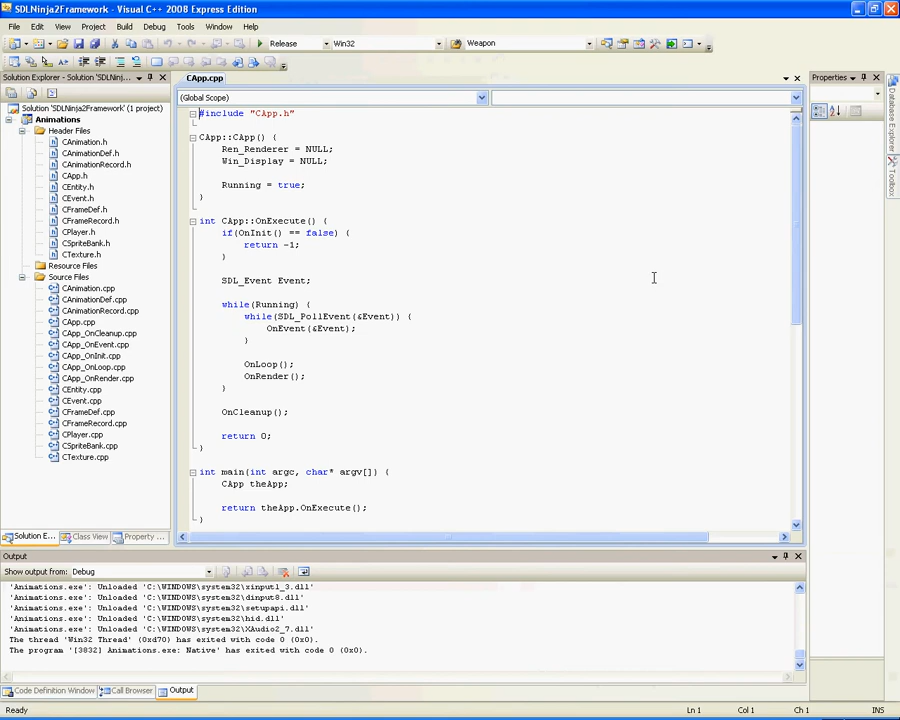 SDLNinja2Framework - Visual C++ 2008 Express Edition
File Edit View Project Build Debug Tools Window Help
Release Win32 Weapon
Solution Explorer - Solution 'SDLNinj...
CApp.cpp
Properties
(Global Scope)
Solution 'SDLNinja2Framework' (1 project)
Animations
Header Files
CAnimation.h
CAnimationDef.h
CAnimationRecord.h
CApp.h
CEntity.h
CEvent.h
CFrameDef.h
CFrameRecord.h
CPlayer.h
CSpriteBank.h
CTexture.h
Resource Files
Source Files
CAnimation.cpp
CAnimationDef.cpp
CAnimationRecord.cpp
CApp.cpp
CApp_OnCleanup.cpp
CApp_OnEvent.cpp
CApp_OnInit.cpp
CApp_OnLoop.cpp
CApp_OnRender.cpp
CEntity.cpp
CEvent.cpp
CFrameDef.cpp
CFrameRecord.cpp
CPlayer.cpp
CSpriteBank.cpp
CTexture.cpp
Solution E... Class View Property ...
#include "CApp.h"
CApp::CApp() {
Ren_Renderer = NULL;
Win_Display = NULL;
Running = true;
}
int CApp::OnExecute() {
if(OnInit() == false) {
return -1;
}
SDL_Event Event;
while(Running) {
while(SDL_PollEvent(&Event)) {
OnEvent(&Event);
}
OnLoop();
OnRender();
}
OnCleanup();
return 0;
}
int main(int argc, char* argv[]) {
CApp theApp;
return theApp.OnExecute();
}
Database Explorer
Toolbox
Output
Show output from: Debug
'Animations.exe': Unloaded 'C:\WINDOWS\system32\xinput1_3.dll'
'Animations.exe': Unloaded 'C:\WINDOWS\system32\dinput8.dll'
'Animations.exe': Unloaded 'C:\WINDOWS\system32\setupapi.dll'
'Animations.exe': Unloaded 'C:\WINDOWS\system32\hid.dll'
'Animations.exe': Unloaded 'C:\WINDOWS\system32\XAudio2_7.dll'
The thread 'Win32 Thread' (0xd70) has exited with code 0 (0x0).
The program '[3832] Animations.exe: Native' has exited with code 0 (0x0).
Code Definition Window Call Browser Output
Ready Ln 1 Col 1 Ch 1 INS